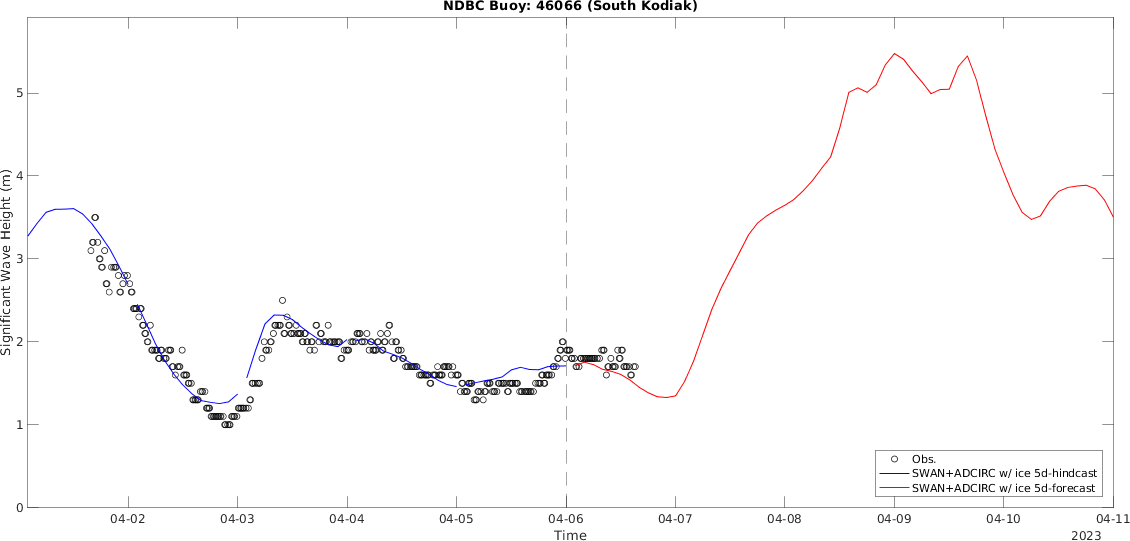 NDBC Buoy: 46066 (South Kodiak)
Significant Wave Height (m)
5
4
3
2
1
0
Obs.
SWAN+ADCIRC w/ ice 5d-hindcast
SWAN+ADCIRC w/ ice 5d-forecast
04-02 04-03 04-04 04-05 04-06 04-07 04-08 04-09 04-10 04-11
Time
2023